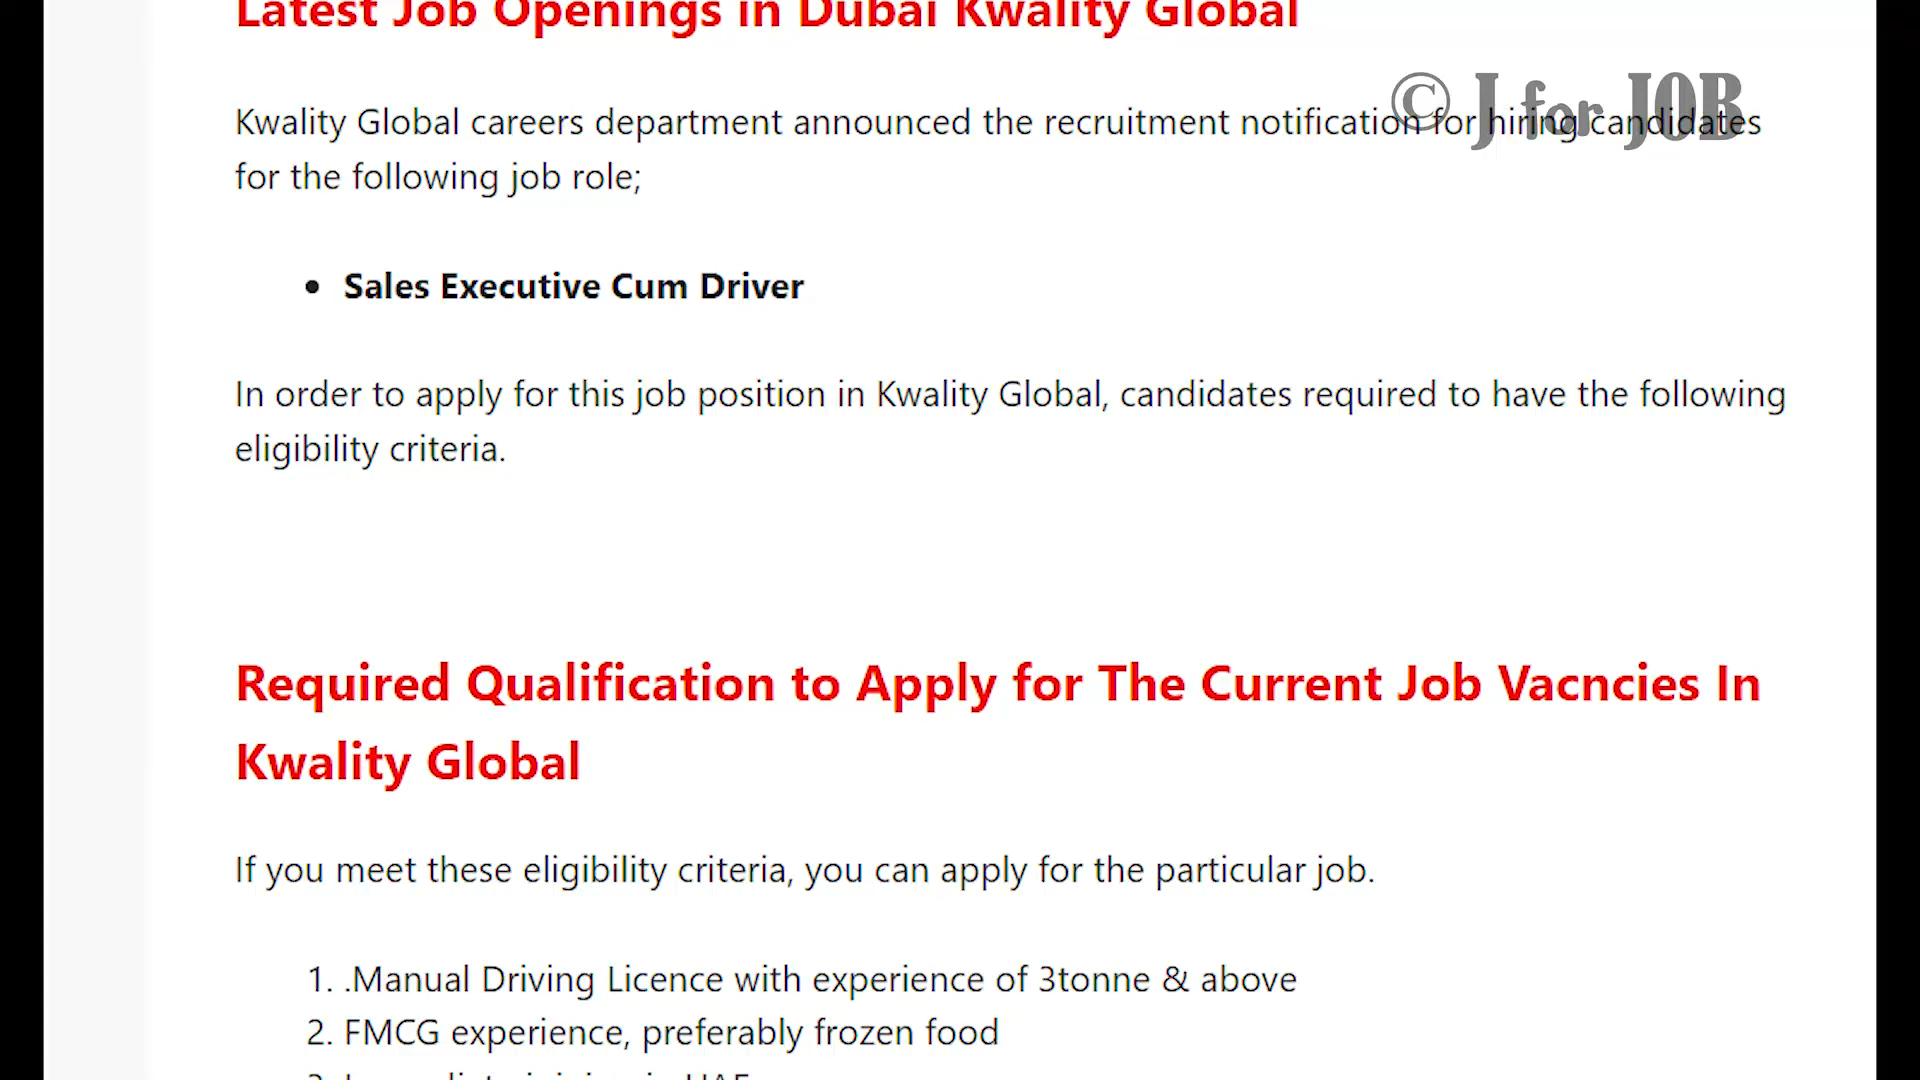 Latest Job Openings in Dubai Kwality Global
© J for JOB
Kwality Global careers department announced the recruitment notification for hiring candidates
for the following job role;
• Sales Executive Cum Driver
In order to apply for this job position in Kwality Global, candidates required to have the following
eligibility criteria.
Required Qualification to Apply for The Current Job Vacncies In
Kwality Global
If you meet these eligibility criteria, you can apply for the particular job.
1. .Manual Driving Licence with experience of 3tonne & above
2. FMCG experience, preferably frozen food